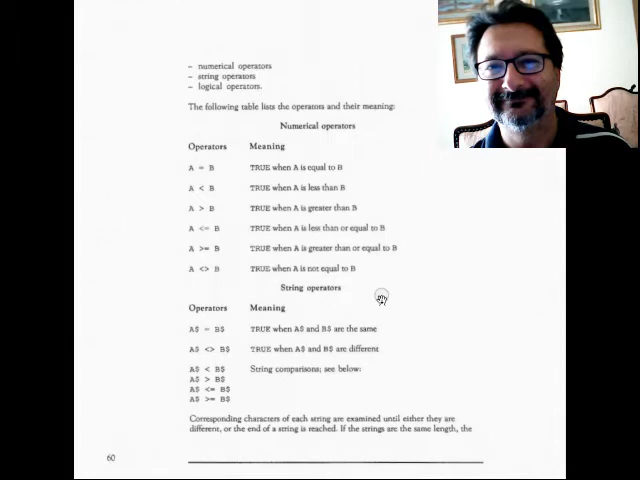 – numerical operators
– string operators
– logical operators.
The following table lists the operators and their meaning:
Numerical operators
Operators Meaning
A = B TRUE when A is equal to B
A < B TRUE when A is less than B
A > B TRUE when A is greater than B
A <= B TRUE when A is less than or equal to B
A >= B TRUE when A is greater than or equal to B
A <> B TRUE when A is not equal to B
String operators
Operators Meaning
A$ = B$ TRUE when A$ and B$ are the same
A$ <> B$ TRUE when A$ and B$ are different
A$ < B$ String comparisons; see below:
A$ > B$
A$ <= B$
A$ >= B$
Corresponding characters of each string are examined until either they are
different, or the end of a string is reached. If the strings are the same length, the
60